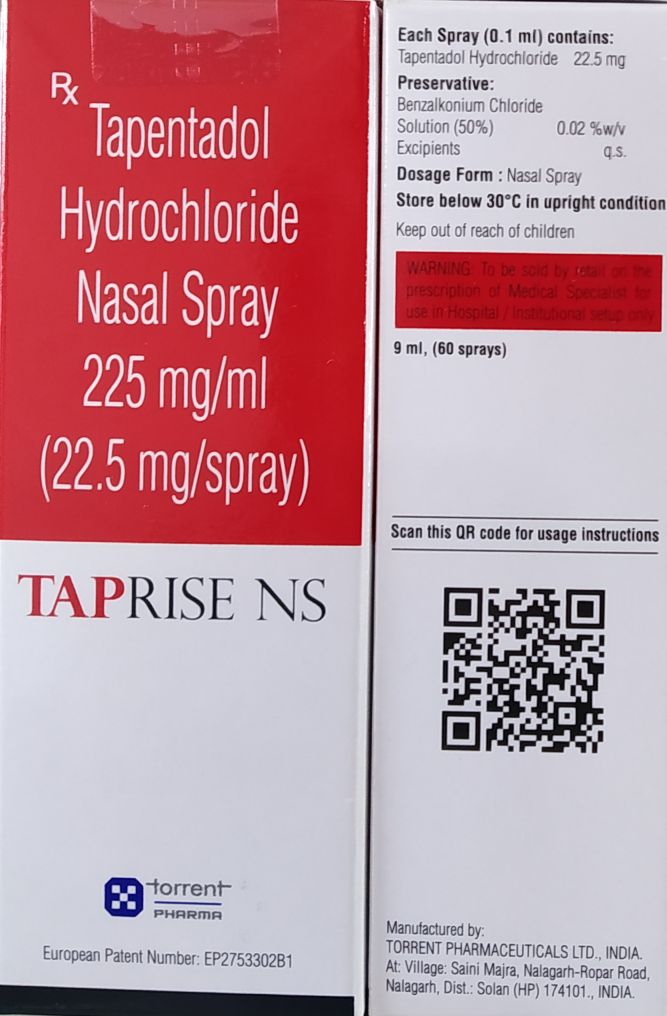 Rx
Tapentadol
Hydrochloride
Nasal Spray
225 mg/ml
(22.5 mg/spray)
TAPRISE NS
torrent
PHARMA
European Patent Number: EP2753302B1
Each Spray (0.1 ml) contains:
Tapentadol Hydrochloride 22.5 mg
Preservative:
Benzalkonium Chloride
Solution (50%) 0.02 %w/v
Excipients q.s.
Dosage Form : Nasal Spray
Store below 30°C in upright condition
Keep out of reach of children
WARNING: To be sold by retail on the
prescription of Medical Specialist for
use in Hospital / Institutional setup only
9 ml, (60 sprays)
Scan this QR code for usage instructions
Manufactured by:
TORRENT PHARMACEUTICALS LTD., INDIA.
At: Village: Saini Majra, Nalagarh-Ropar Road,
Nalagarh, Dist.: Solan (HP) 174101., INDIA.